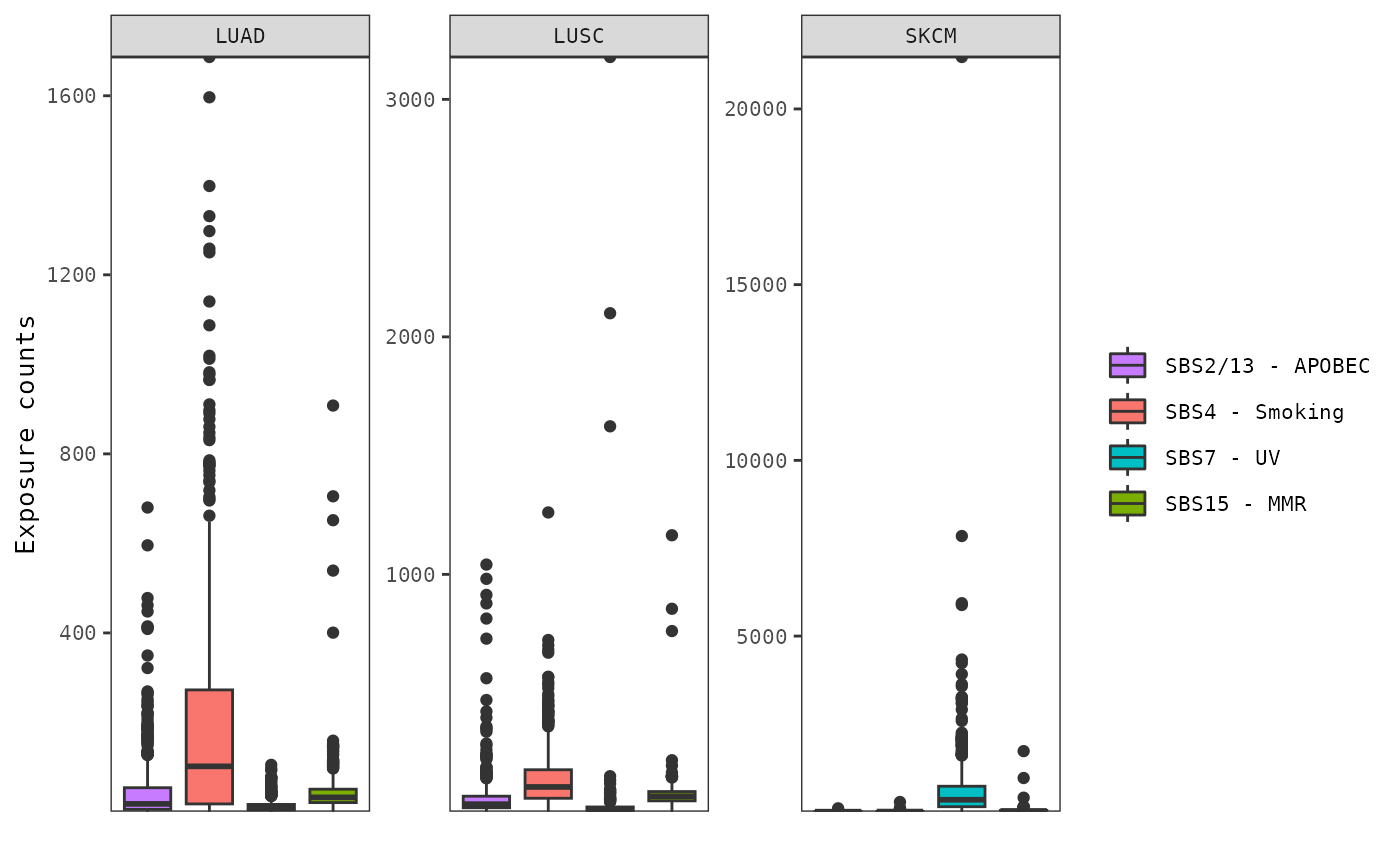 LUAD
LUSC
SKCM
Exposure counts
1600
1200
800
400
3000
2000
1000
20000
15000
10000
5000
SBS2/13 - APOBEC
SBS4 - Smoking
SBS7 - UV
SBS15 - MMR